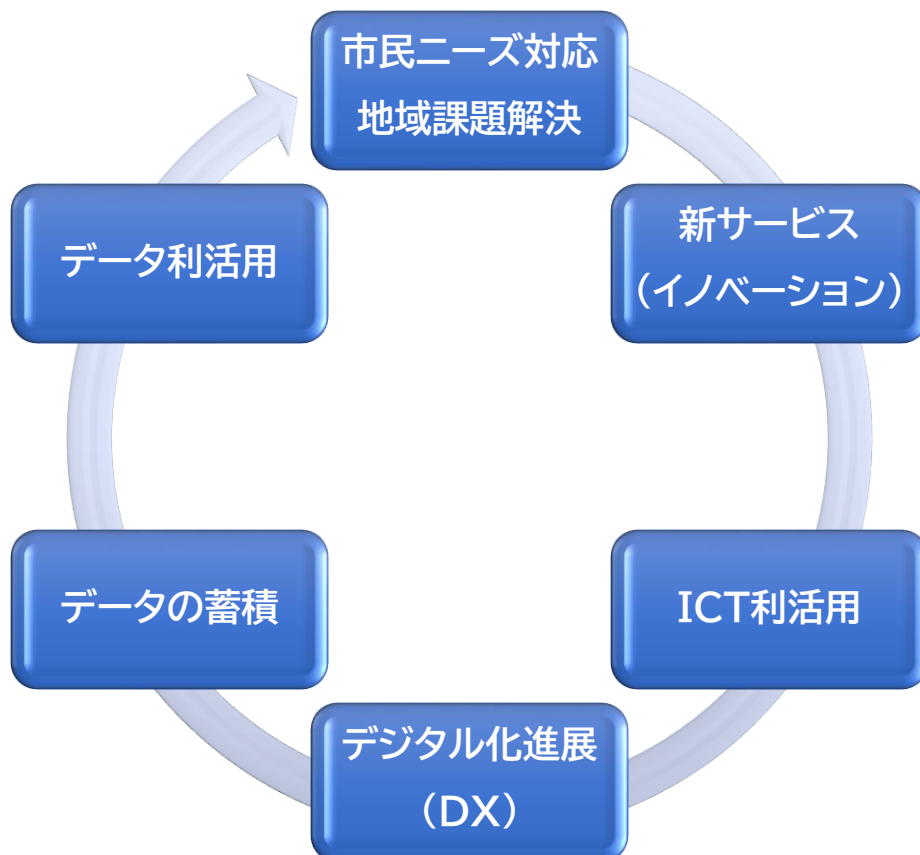 市民ニーズ対応
地域課題解決
新サービス
（イノベーション）
ICT利活用
デジタル化進展
（DX）
データの蓄積
データ利活用